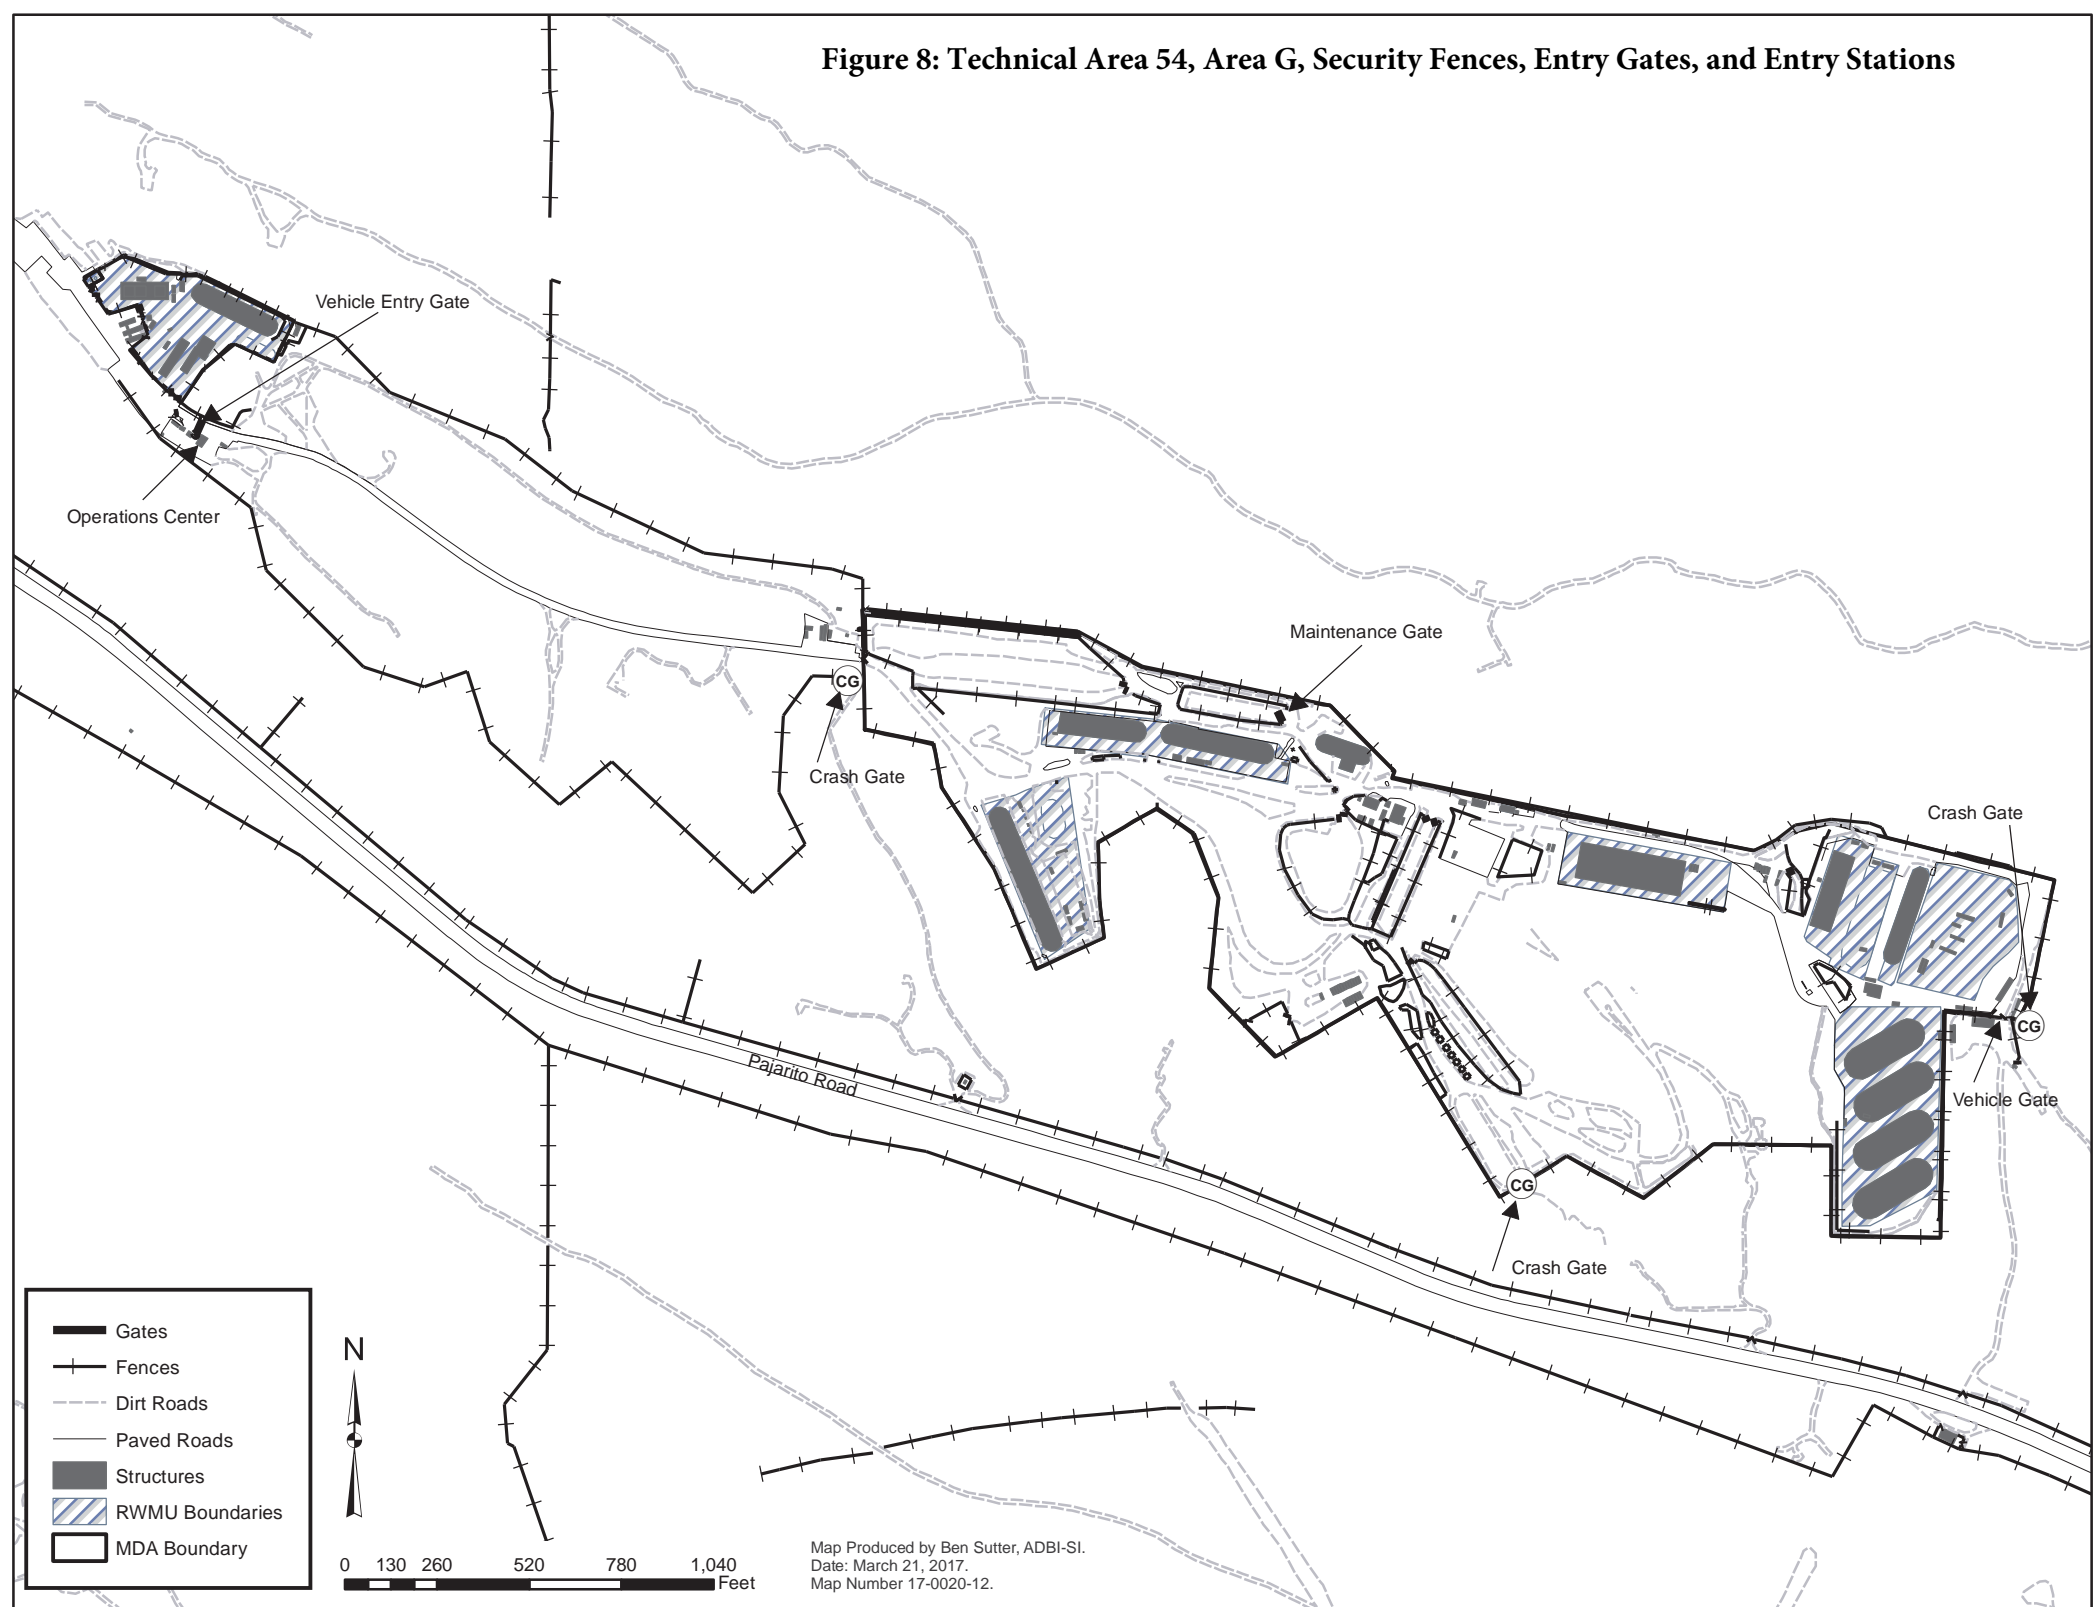 Figure 8: Technical Area 54, Area G, Security Fences, Entry Gates, and Entry Stations
Vehicle Entry Gate
Operations Center
Maintenance Gate
CG
Crash Gate
Crash Gate
CG
Vehicle Gate
Pajarito Road
CG
Crash Gate
Gates
Fences
Dirt Roads
Paved Roads
Structures
RWMU Boundaries
MDA Boundary
N
0 130 260 520 780 1,040
Feet
Map Produced by Ben Sutter, ADBI-SI.
Date: March 21, 2017.
Map Number 17-0020-12.